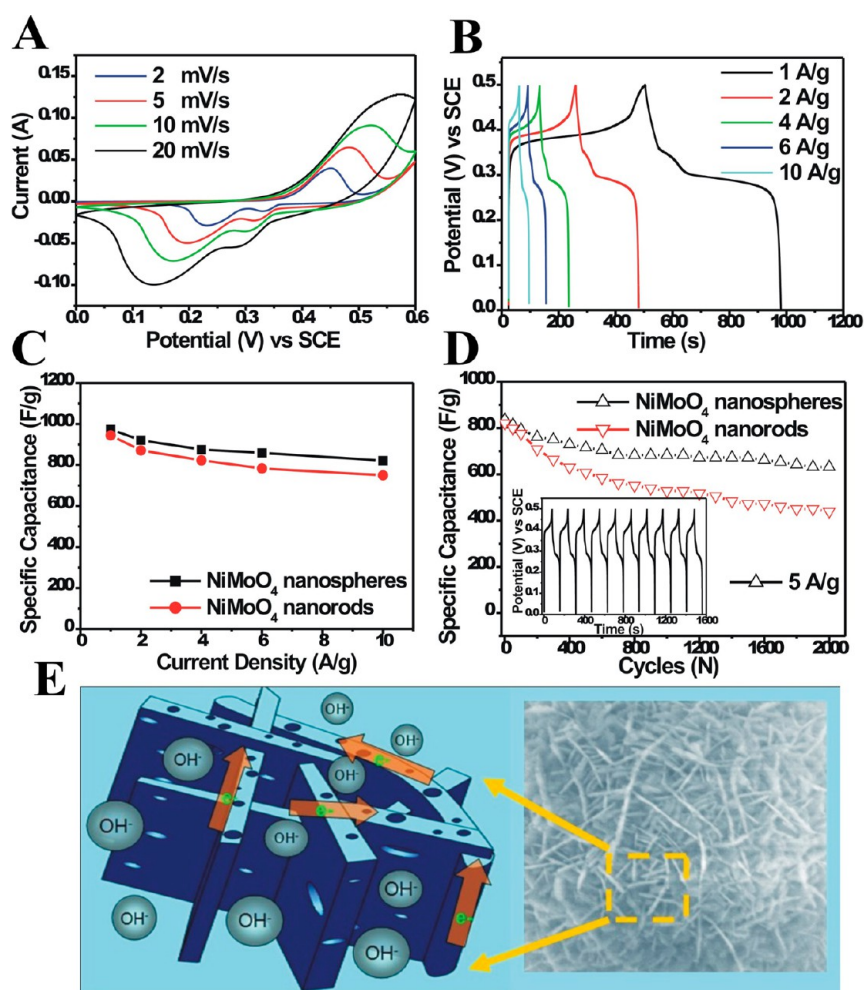 A
2 mV/s
5 mV/s
10 mV/s
20 mV/s
Current (A)
0.15
0.10
0.05
0.00
-0.05
-0.10
0.0 0.1 0.2 0.3 0.4 0.5 0.6
Potential (V) vs SCE
B
1 A/g
2 A/g
4 A/g
6 A/g
10 A/g
Potential (V) vs SCE
0.5
0.4
0.3
0.2
0.1
0.0
0 200 400 600 800 1000 1200
Time (s)
C
Specific Capacitance (F/g)
1200
1000
800
600
400
200
0
0 2 4 6 8 10
Current Density (A/g)
NiMoO4 nanospheres
NiMoO4 nanorods
D
Specific Capacitance (F/g)
1000
800
600
400
200
0
NiMoO4 nanospheres
NiMoO4 nanorods
Potential (V) vs SCE
0.5
0.4
0.3
0.2
0.1
0.0
0 400 800 1200 1600
Time (s)
5 A/g
0 400 800 1200 1600 2000
Cycles (N)
E
OH-
OH-
OH-
OH-
OH-
OH-
OH-
OH-
OH-
OH-
e-
e-
e-
e-